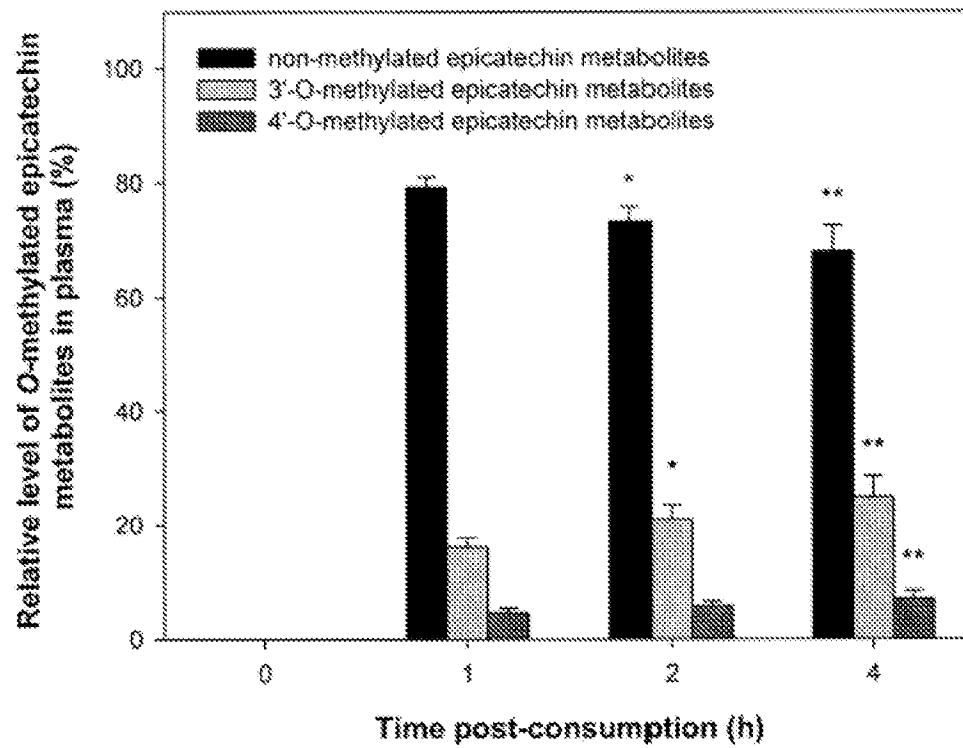 Relative level of O-methylated epicatechin
metabolites in plasma (%)
100
80
60
40
20
0
non-methylated epicatechin metabolites
3'-O-methylated epicatechin metabolites
4'-O-methylated epicatechin metabolites
*
**
*
**
**
0 1 2 4
Time post-consumption (h)